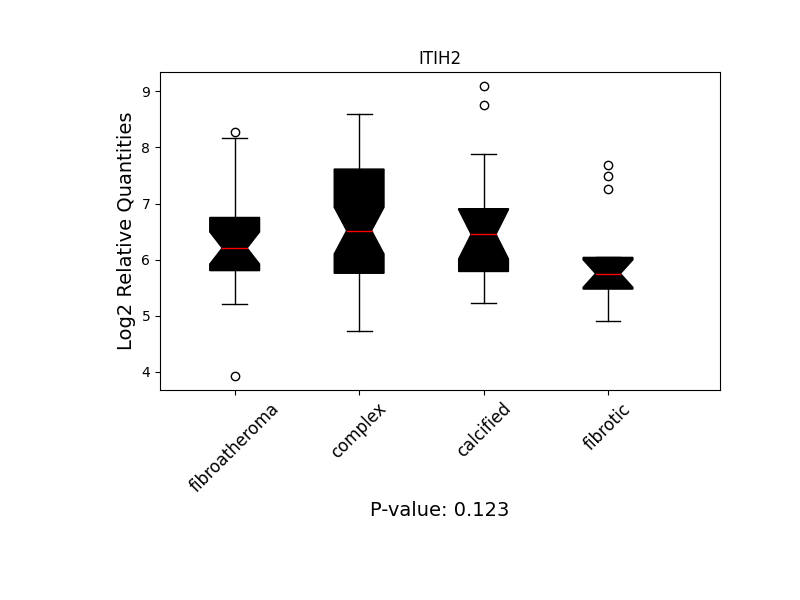 ITIH2
Log2 Relative Quantities
9
8
7
6
5
4
fibroatheroma
complex
calcified
fibrotic
P-value: 0.123